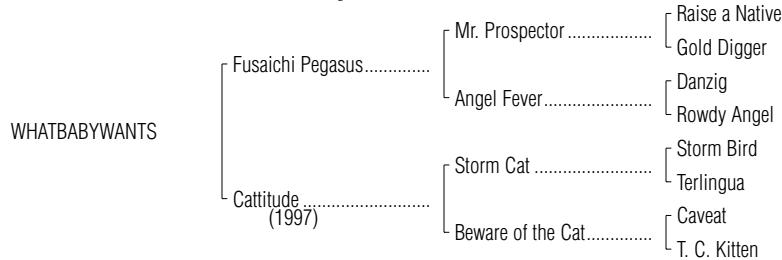 Raise a Native
Mr. Prospector ...................
Gold Digger
Fusaichi Pegasus..............
Danzig
Angel Fever........................
Rowdy Angel
WHATBABYWANTS
Storm Bird
Storm Cat ..........................
Terlingua
Cattitude ...........................
(1997)
Caveat
Beware of the Cat..............
T. C. Kitten